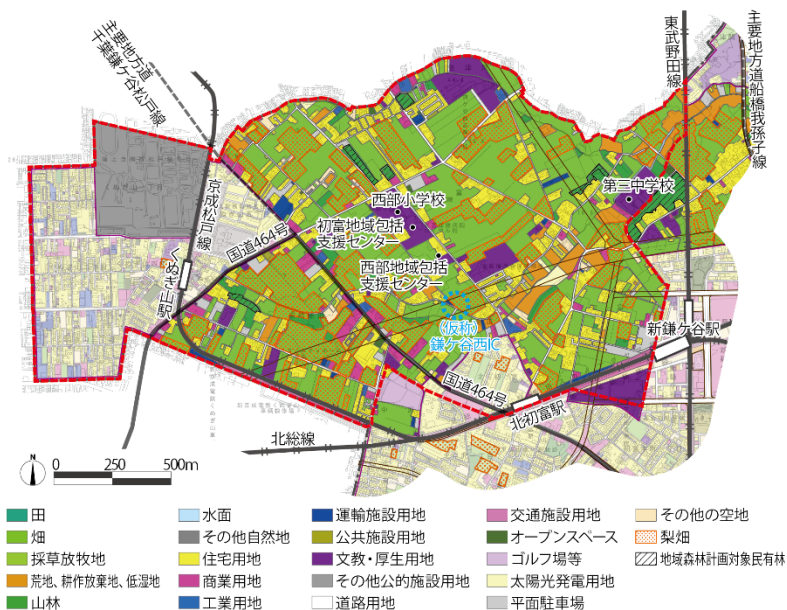 主要地方道
千葉鎌ケ谷松戸線
東武野田線
主要地方道船橋我孫子線
京成松戸線
くぬぎ山駅
国道464号
西部小学校
初富地域包括
支援センター
西部地域包括
支援センター
第三中学校
(仮称)
鎌ケ谷西IC
新鎌ケ谷駅
国道464号
北初富駅
北総線
N
0 250 500m
田
畑
採草放牧地
荒地、耕作放棄地、低湿地
山林
水面
その他自然地
住宅用地
商業用地
工業用地
運輸施設用地
公共施設用地
文教・厚生用地
その他公的施設用地
道路用地
交通施設用地
オープンスペース
ゴルフ場等
太陽光発電用地
平面駐車場
その他の空地
梨畑
地域森林計画対象民有林